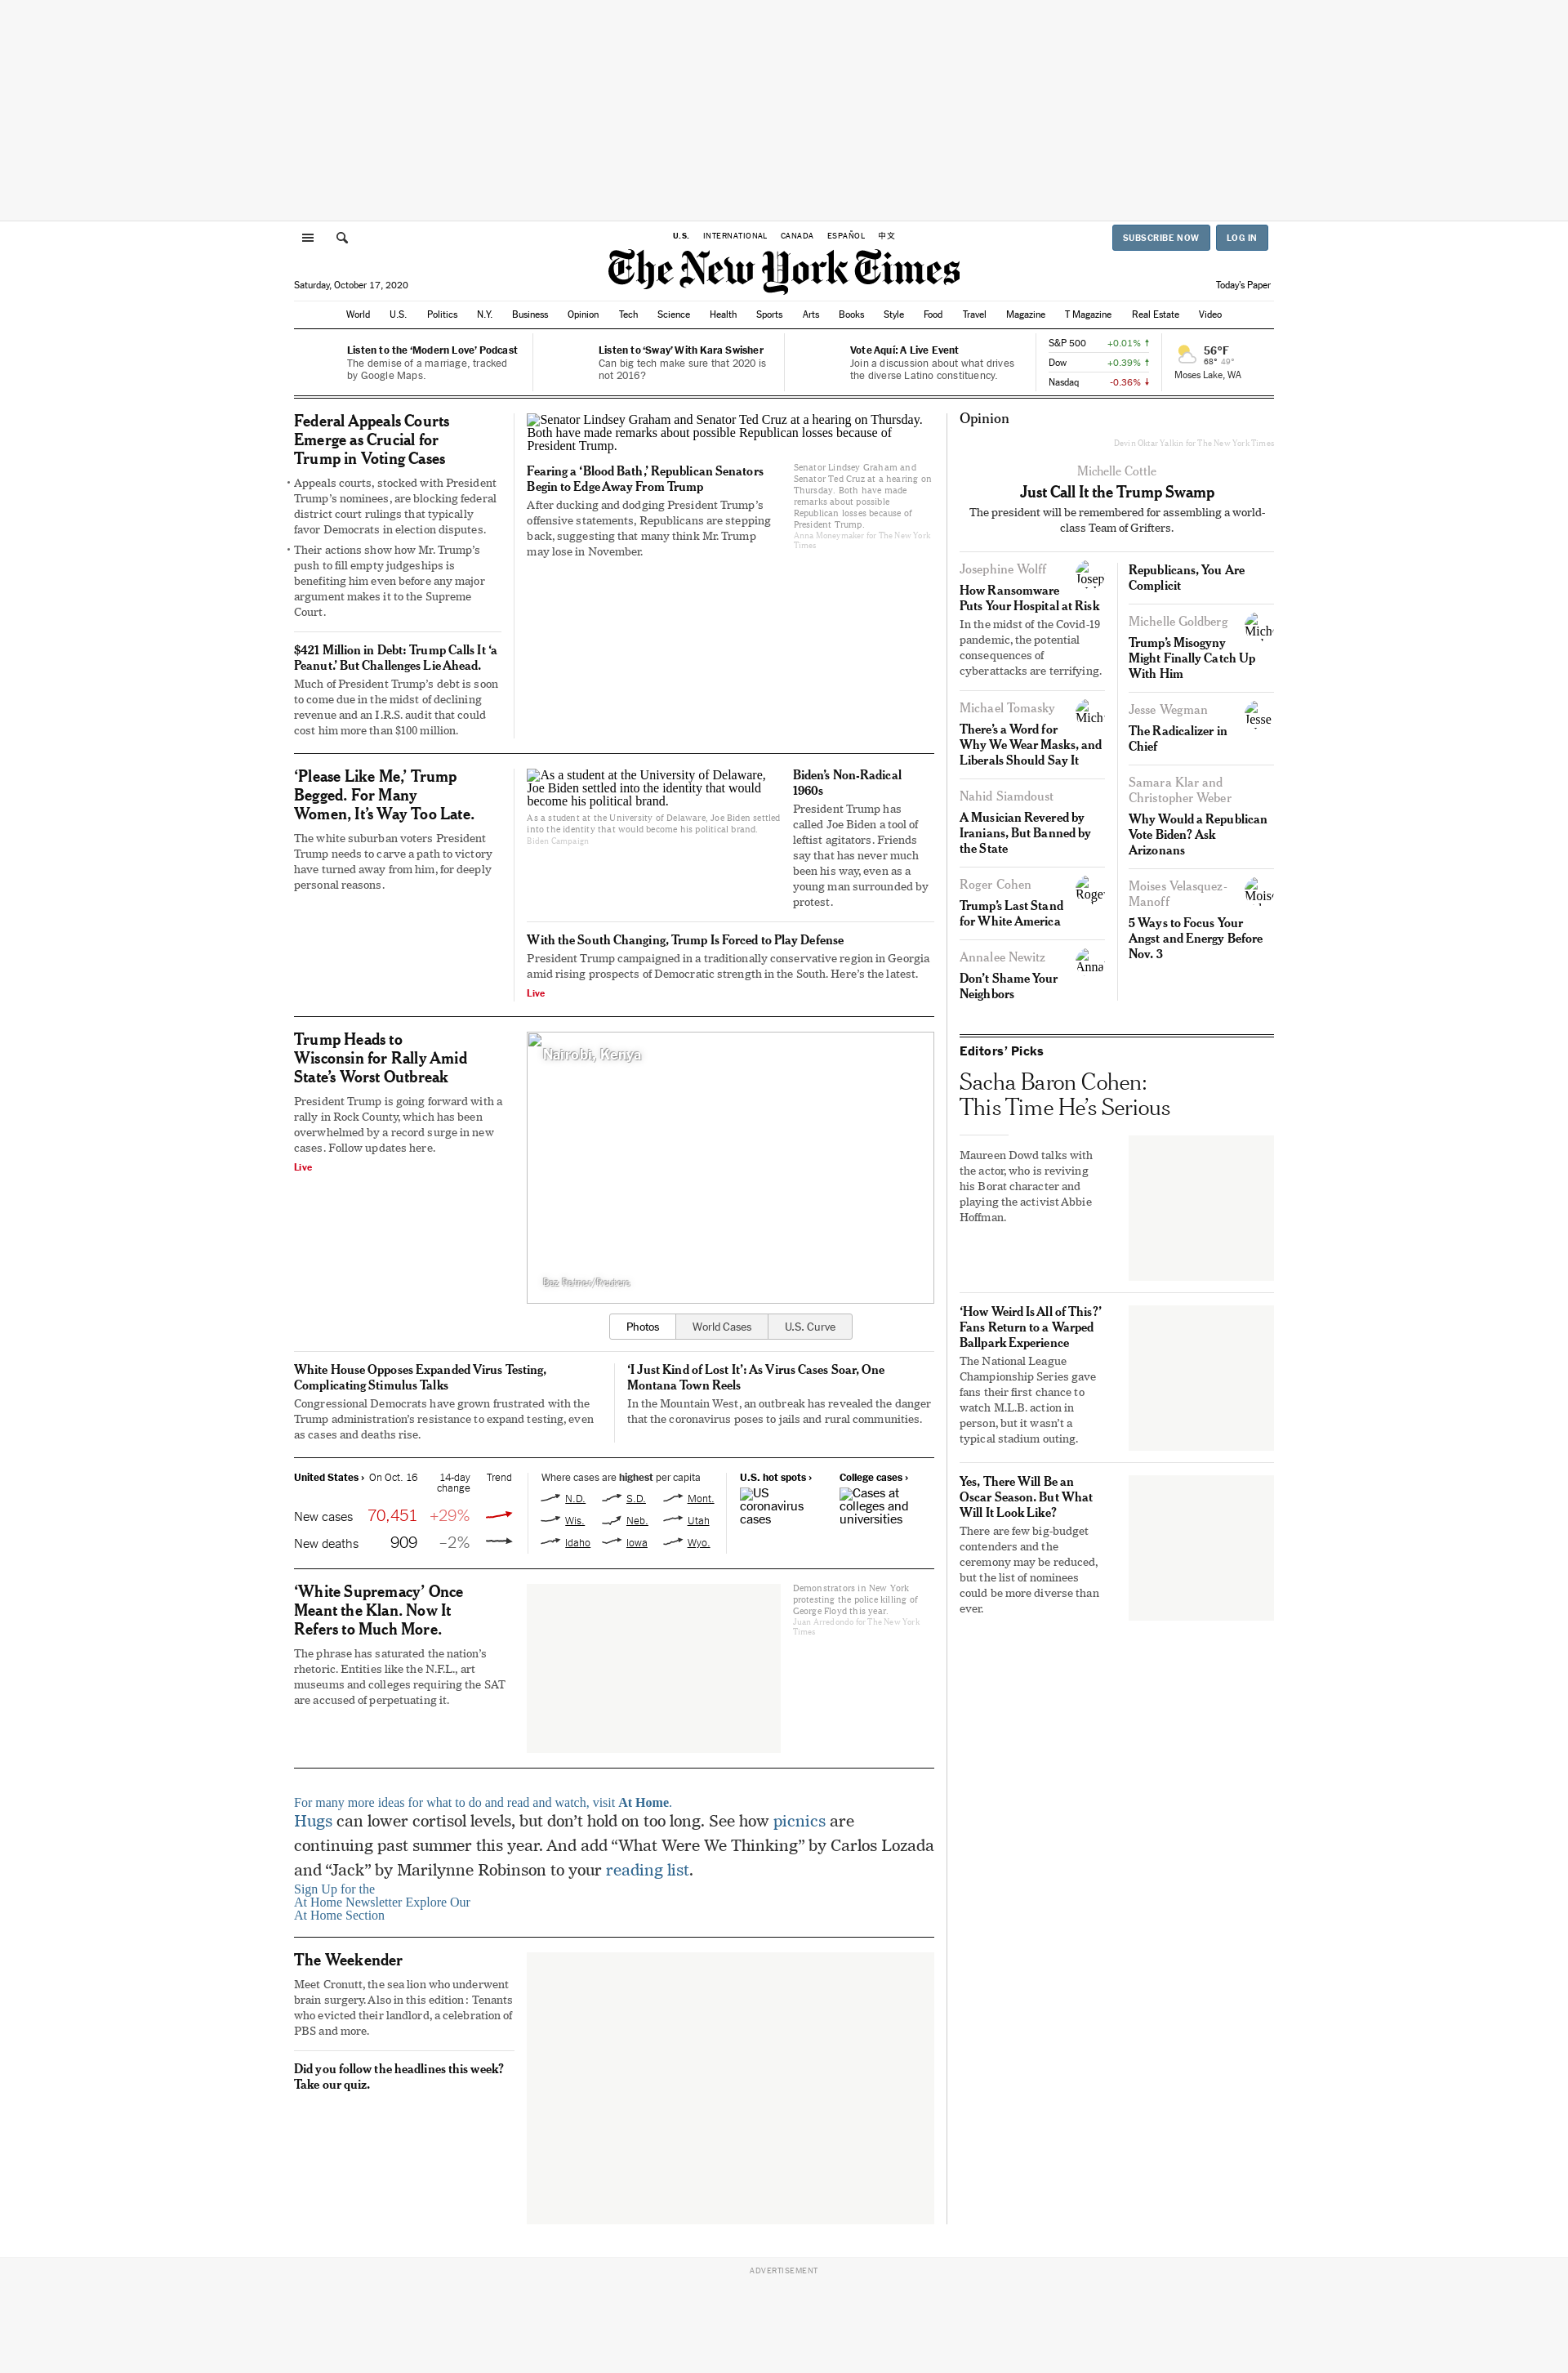 U.S. INTERNATIONAL CANADA ESPAÑOL 中文
SUBSCRIBE NOW LOG IN
The New York Times
Saturday, October 17, 2020
Today's Paper
World U.S. Politics N.Y. Business Opinion Tech Science Health Sports Arts Books Style Food Travel Magazine T Magazine Real Estate Video
Listen to the ‘Modern Love’ Podcast
The demise of a marriage, tracked
by Google Maps.
Listen to ‘Sway’ With Kara Swisher
Can big tech make sure that 2020 is
not 2016?
Vote Aquí: A Live Event
Join a discussion about what drives
the diverse Latino constituency.
S&P 500 +0.01%
Dow +0.39%
Nasdaq -0.36%
56°F
68° 49°
Moses Lake, WA
Federal Appeals Courts
Emerge as Crucial for
Trump in Voting Cases
• Appeals courts, stocked with President
Trump’s nominees, are blocking federal
district court rulings that typically
favor Democrats in election disputes.
• Their actions show how Mr. Trump’s
push to fill empty judgeships is
benefiting him even before any major
argument makes it to the Supreme
Court.
$421 Million in Debt: Trump Calls It ‘a
Peanut.’ But Challenges Lie Ahead.
Much of President Trump’s debt is soon
to come due in the midst of declining
revenue and an I.R.S. audit that could
cost him more than $100 million.
Senator Lindsey Graham and Senator Ted Cruz at a hearing on Thursday.
Both have made remarks about possible Republican losses because of
President Trump.
Fearing a ‘Blood Bath,’ Republican Senators
Begin to Edge Away From Trump
After ducking and dodging President Trump’s
offensive statements, Republicans are stepping
back, suggesting that many think Mr. Trump
may lose in November.
Senator Lindsey Graham and
Senator Ted Cruz at a hearing on
Thursday. Both have made
remarks about possible
Republican losses because of
President Trump.
Anna Moneymaker for The New York
Times
‘Please Like Me,’ Trump
Begged. For Many
Women, It’s Way Too Late.
The white suburban voters President
Trump needs to carve a path to victory
have turned away from him, for deeply
personal reasons.
As a student at the University of Delaware,
Joe Biden settled into the identity that would
become his political brand.
As a student at the University of Delaware, Joe Biden settled
into the identity that would become his political brand.
Biden Campaign
Biden’s Non-Radical
1960s
President Trump has
called Joe Biden a tool of
leftist agitators. Friends
say that has never much
been his way, even as a
young man surrounded by
protest.
With the South Changing, Trump Is Forced to Play Defense
President Trump campaigned in a traditionally conservative region in Georgia
amid rising prospects of Democratic strength in the South. Here’s the latest.
Live
Trump Heads to
Wisconsin for Rally Amid
State’s Worst Outbreak
President Trump is going forward with a
rally in Rock County, which has been
overwhelmed by a record surge in new
cases. Follow updates here.
Live
Nairobi, Kenya
Baz Ratner/Reuters
Photos World Cases U.S. Curve
White House Opposes Expanded Virus Testing,
Complicating Stimulus Talks
Congressional Democrats have grown frustrated with the
Trump administration’s resistance to expand testing, even
as cases and deaths rise.
‘I Just Kind of Lost It’: As Virus Cases Soar, One
Montana Town Reels
In the Mountain West, an outbreak has revealed the danger
that the coronavirus poses to jails and rural communities.
United States › On Oct. 16 14-day
change Trend
New cases 70,451 +29%
New deaths 909 –2%
Where cases are highest per capita
N.D. S.D. Mont.
Wis. Neb. Utah
Idaho Iowa Wyo.
U.S. hot spots ›
US
coronavirus
cases
College cases ›
Cases at
colleges and
universities
‘White Supremacy’ Once
Meant the Klan. Now It
Refers to Much More.
The phrase has saturated the nation’s
rhetoric. Entities like the N.F.L., art
museums and colleges requiring the SAT
are accused of perpetuating it.
Demonstrators in New York
protesting the police killing of
George Floyd this year.
Juan Arredondo for The New York
Times
For many more ideas for what to do and read and watch, visit At Home.
Hugs can lower cortisol levels, but don’t hold on too long. See how picnics are
continuing past summer this year. And add “What Were We Thinking” by Carlos Lozada
and “Jack” by Marilynne Robinson to your reading list.
Sign Up for the
At Home Newsletter Explore Our
At Home Section
The Weekender
Meet Cronutt, the sea lion who underwent
brain surgery. Also in this edition: Tenants
who evicted their landlord, a celebration of
PBS and more.
Did you follow the headlines this week?
Take our quiz.
Opinion
Devin Oktar Yalkin for The New York Times
Michelle Cottle
Just Call It the Trump Swamp
The president will be remembered for assembling a world-
class Team of Grifters.
Josephine Wolff
Josep
How Ransomware
Puts Your Hospital at Risk
In the midst of the Covid-19
pandemic, the potential
consequences of
cyberattacks are terrifying.
Michael Tomasky
Mich
There’s a Word for
Why We Wear Masks, and
Liberals Should Say It
Nahid Siamdoust
A Musician Revered by
Iranians, But Banned by
the State
Roger Cohen
Roger
Trump’s Last Stand
for White America
Annalee Newitz
Anna
Don’t Shame Your
Neighbors
Republicans, You Are
Complicit
Michelle Goldberg
Miche
Trump’s Misogyny
Might Finally Catch Up
With Him
Jesse Wegman
Jesse
The Radicalizer in
Chief
Samara Klar and
Christopher Weber
Why Would a Republican
Vote Biden? Ask
Arizonans
Moises Velasquez-
Manoff
Moise
5 Ways to Focus Your
Angst and Energy Before
Nov. 3
Editors’ Picks
Sacha Baron Cohen:
This Time He’s Serious
Maureen Dowd talks with
the actor, who is reviving
his Borat character and
playing the activist Abbie
Hoffman.
‘How Weird Is All of This?’
Fans Return to a Warped
Ballpark Experience
The National League
Championship Series gave
fans their first chance to
watch M.L.B. action in
person, but it wasn’t a
typical stadium outing.
Yes, There Will Be an
Oscar Season. But What
Will It Look Like?
There are few big-budget
contenders and the
ceremony may be reduced,
but the list of nominees
could be more diverse than
ever.
ADVERTISEMENT